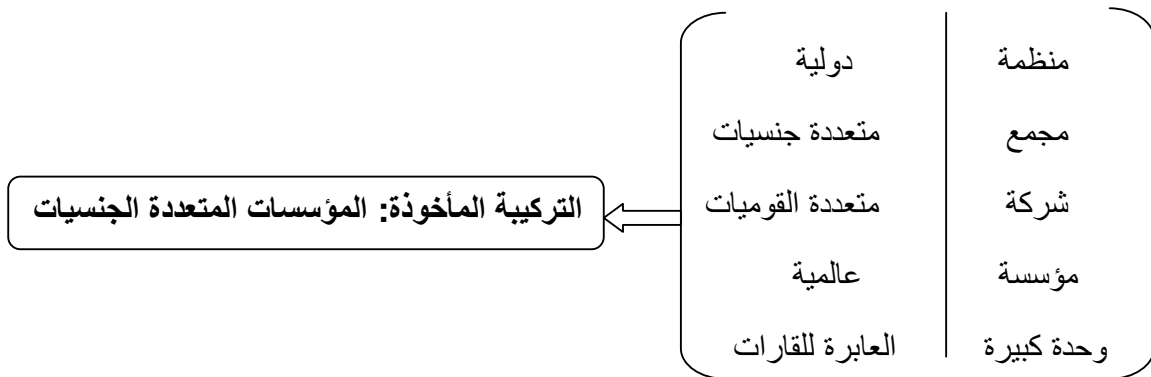 منظمة دولية
مجمع متعددة جنسيات
شركة متعددة القوميات
مؤسسة عالمية
وحدة كبيرة العابرة للقارات
التركيبة المأخوذة: المؤسسات المتعددة الجنسيات